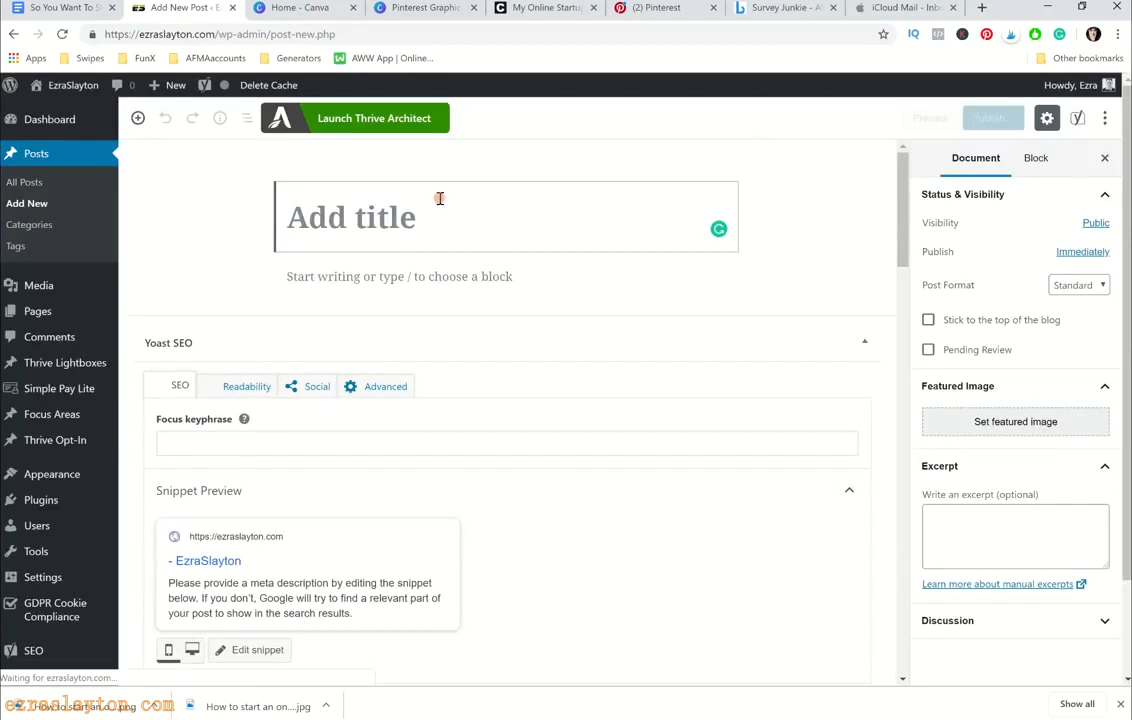 So You Want To St
Add New Post ‹ E
Home - Canva
Pinterest Graphic
My Online Startu
(2) Pinterest
Survey Junkie - A
iCloud Mail - Inb
https://ezraslayton.com/wp-admin/post-new.php
Apps
Swipes
FunX
AFMAaccounts
Generators
AWW App | Online...
Other bookmarks
EzraSlayton
0
New
Delete Cache
Howdy, Ezra
Dashboard
Launch Thrive Architect
Preview
Publish...
Posts
Document
Block
All Posts
Add New
Categories
Tags
Media
Pages
Comments
Thrive Lightboxes
Simple Pay Lite
Focus Areas
Thrive Opt-In
Appearance
Plugins
Users
Tools
Settings
GDPR Cookie
Compliance
SEO
Add title
Start writing or type / to choose a block
Yoast SEO
SEO
Readability
Social
Advanced
Focus keyphrase
Snippet Preview
https://ezraslayton.com
- EzraSlayton
Please provide a meta description by editing the snippet
below. If you don't, Google will try to find a relevant part of
your post to show in the search results.
Edit snippet
Status & Visibility
Visibility
Public
Publish
Immediately
Post Format
Standard
Stick to the top of the blog
Pending Review
Featured Image
Set featured image
Excerpt
Write an excerpt (optional)
Learn more about manual excerpts
Discussion
Waiting for ezraslayton.com...
ezraslayton.com
How to start an o....png
How to start an on....jpg
Show all